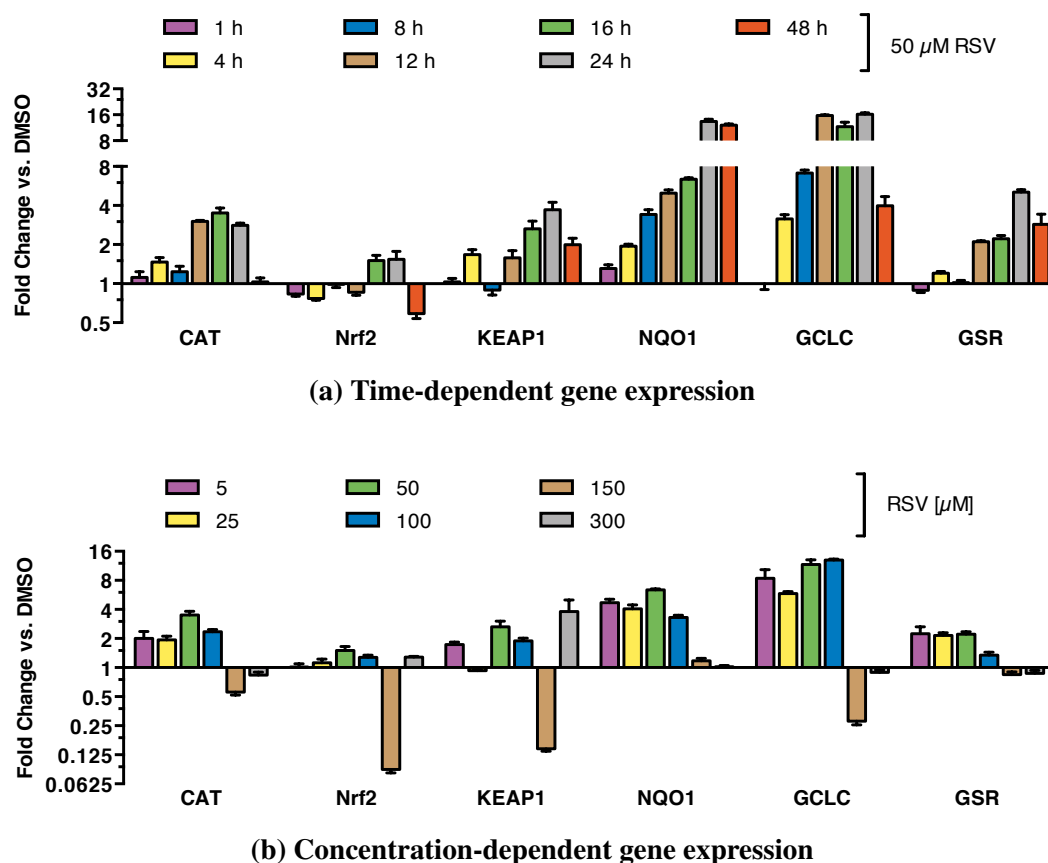 1 h 8 h 16 h 48 h
4 h 12 h 24 h
50 µM RSV
Fold Change vs. DMSO
32
16
8
8
4
2
1
0.5
CAT Nrf2 KEAP1 NQO1 GCLC GSR
(a) Time-dependent gene expression
5 50 150
25 100 300
RSV [µM]
Fold Change vs. DMSO
16
8
4
2
1
0.5
0.25
0.125
0.0625
CAT Nrf2 KEAP1 NQO1 GCLC GSR
(b) Concentration-dependent gene expression